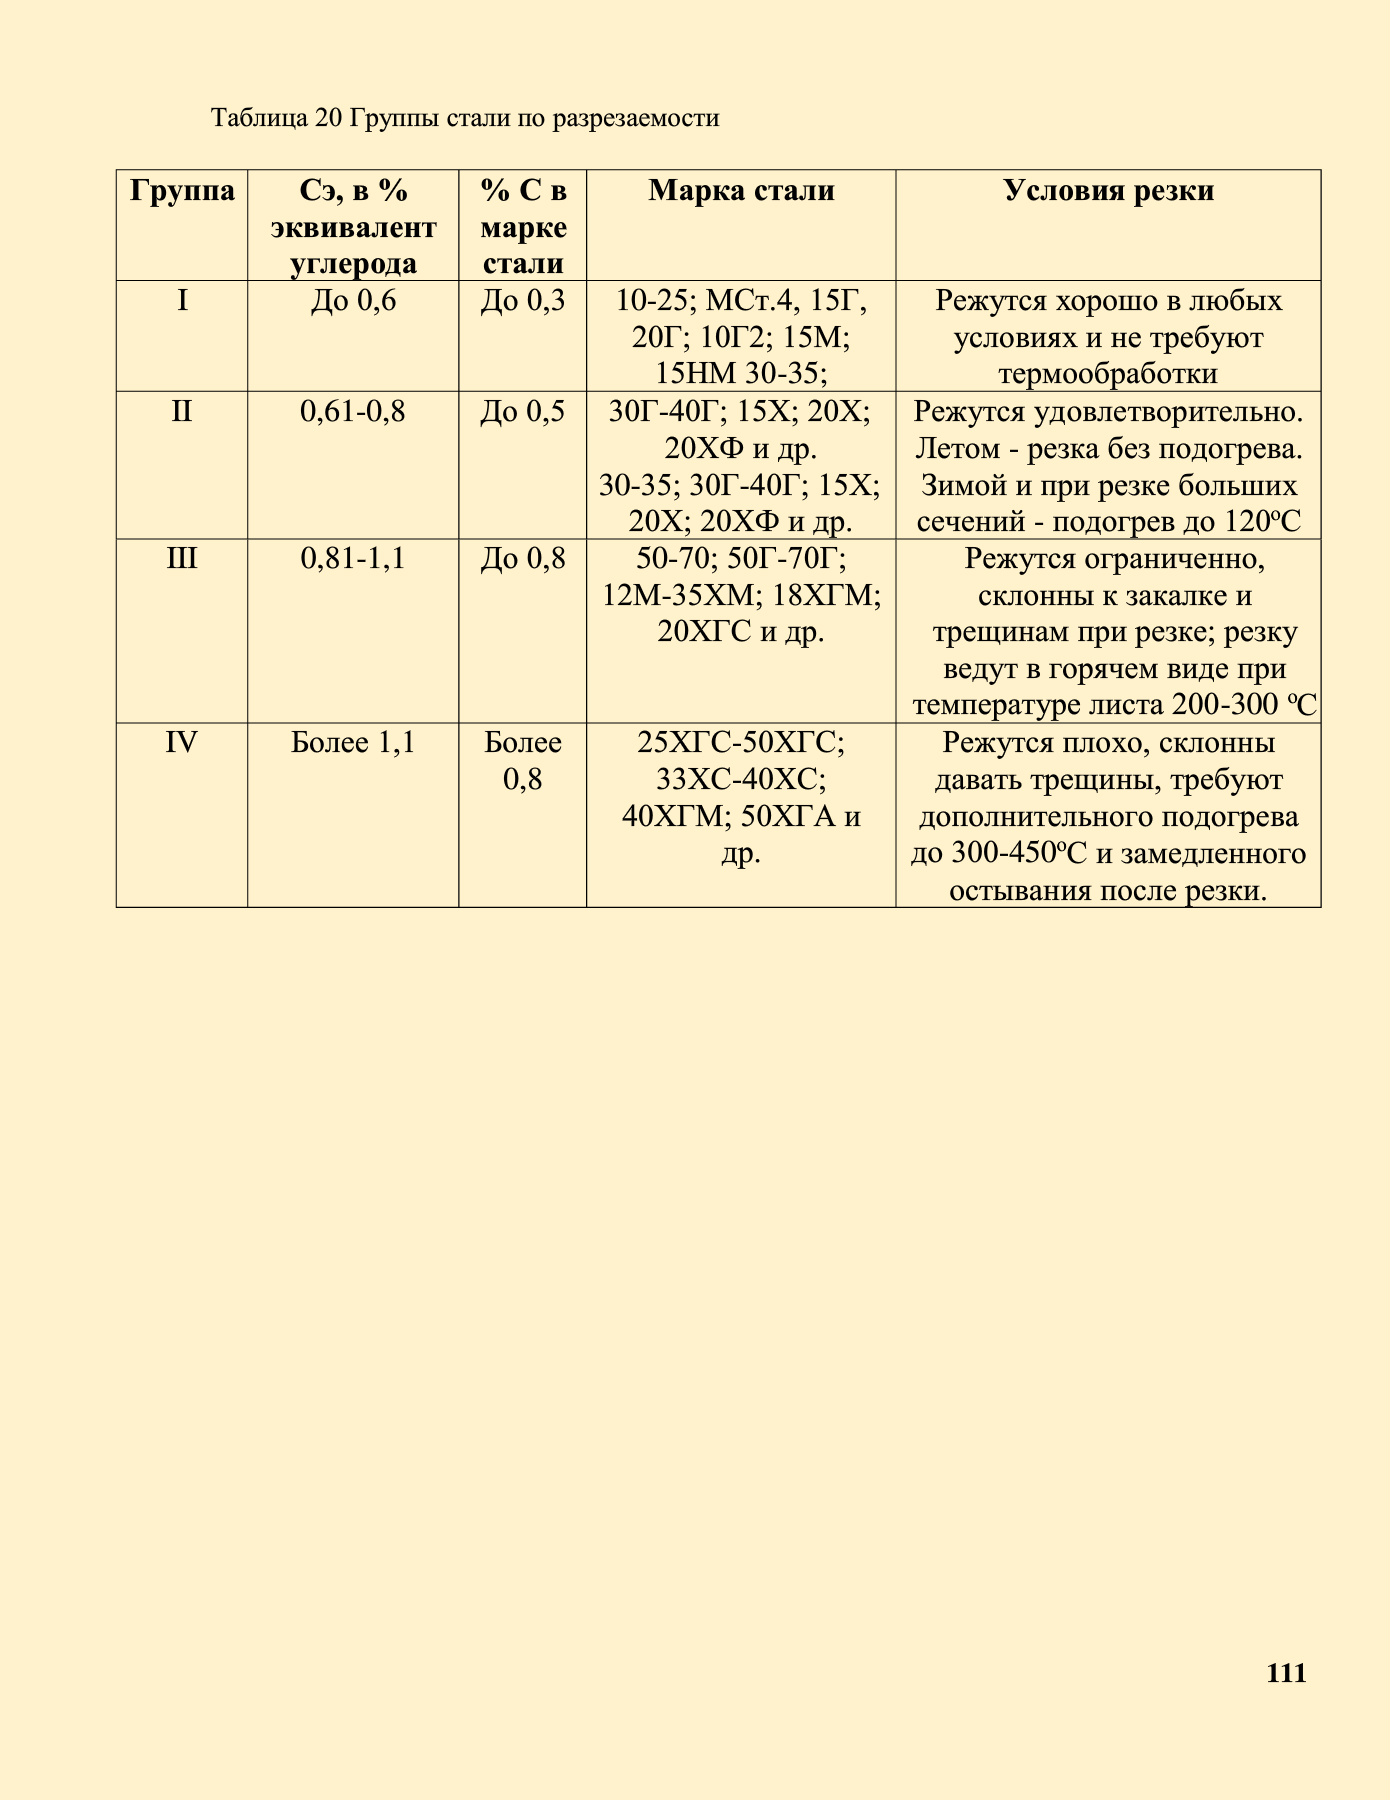 Таблица 20 Группы стали по разрезаемости
Группа
Сэ, в %
эквивалент
углерода
% С в
марке
стали
Марка стали
Условия резки
I
До 0,6
До 0,3
10-25; МСт.4, 15Г,
20Г; 10Г2; 15М;
15НМ 30-35;
Режутся хорошо в любых
условиях и не требуют
термообработки
II
0,61-0,8
До 0,5
30Г-40Г; 15Х; 20Х;
20ХФ и др.
30-35; 30Г-40Г; 15Х;
20Х; 20ХФ и др.
Режутся удовлетворительно.
Летом - резка без подогрева.
Зимой и при резке больших
сечений - подогрев до 120ºС
III
0,81-1,1
До 0,8
50-70; 50Г-70Г;
12М-35ХМ; 18ХГМ;
20ХГС и др.
Режутся ограниченно,
склонны к закалке и
трещинам при резке; резку
ведут в горячем виде при
температуре листа 200-300 ºС
IV
Более 1,1
Более
0,8
25ХГС-50ХГС;
33ХС-40ХС;
40ХГМ; 50ХГА и
др.
Режутся плохо, склонны
давать трещины, требуют
дополнительного подогрева
до 300-450ºС и замедленного
остывания после резки.
111